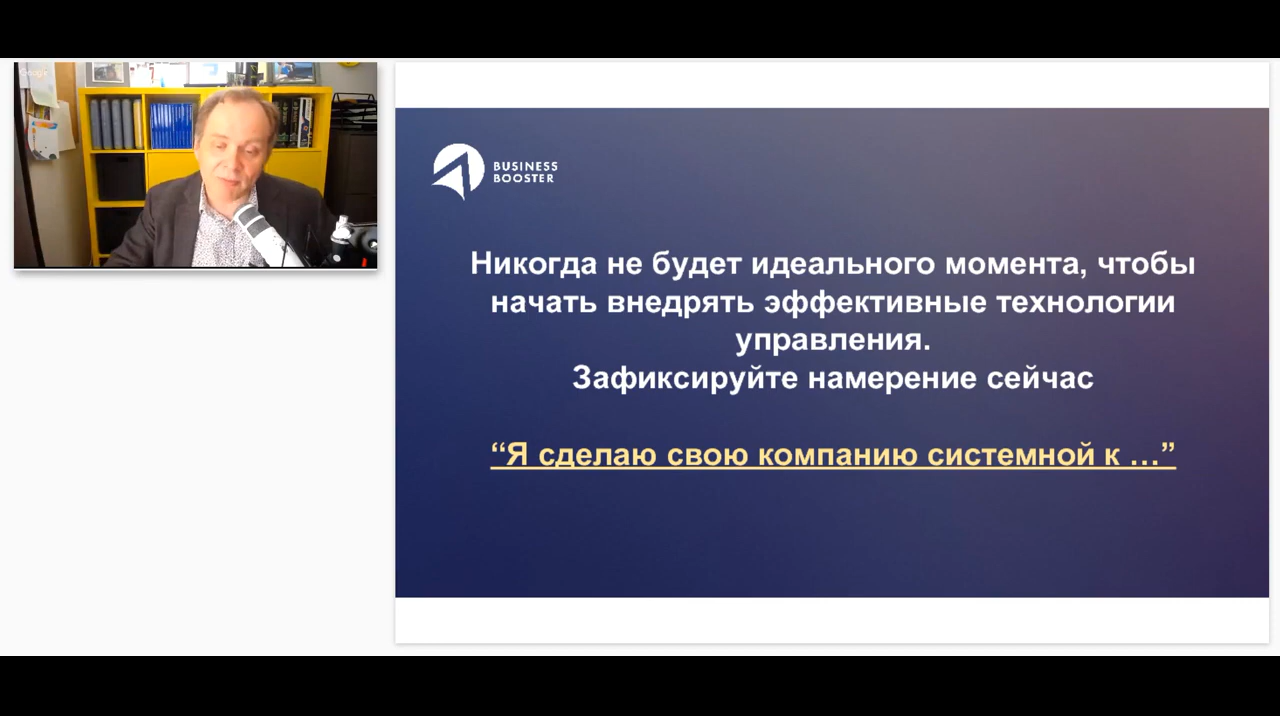 Google
BUSINESS
BOOSTER
Никогда не будет идеального момента, чтобы
начать внедрять эффективные технологии
управления.
Зафиксируйте намерение сейчас
“Я сделаю свою компанию системной к …”